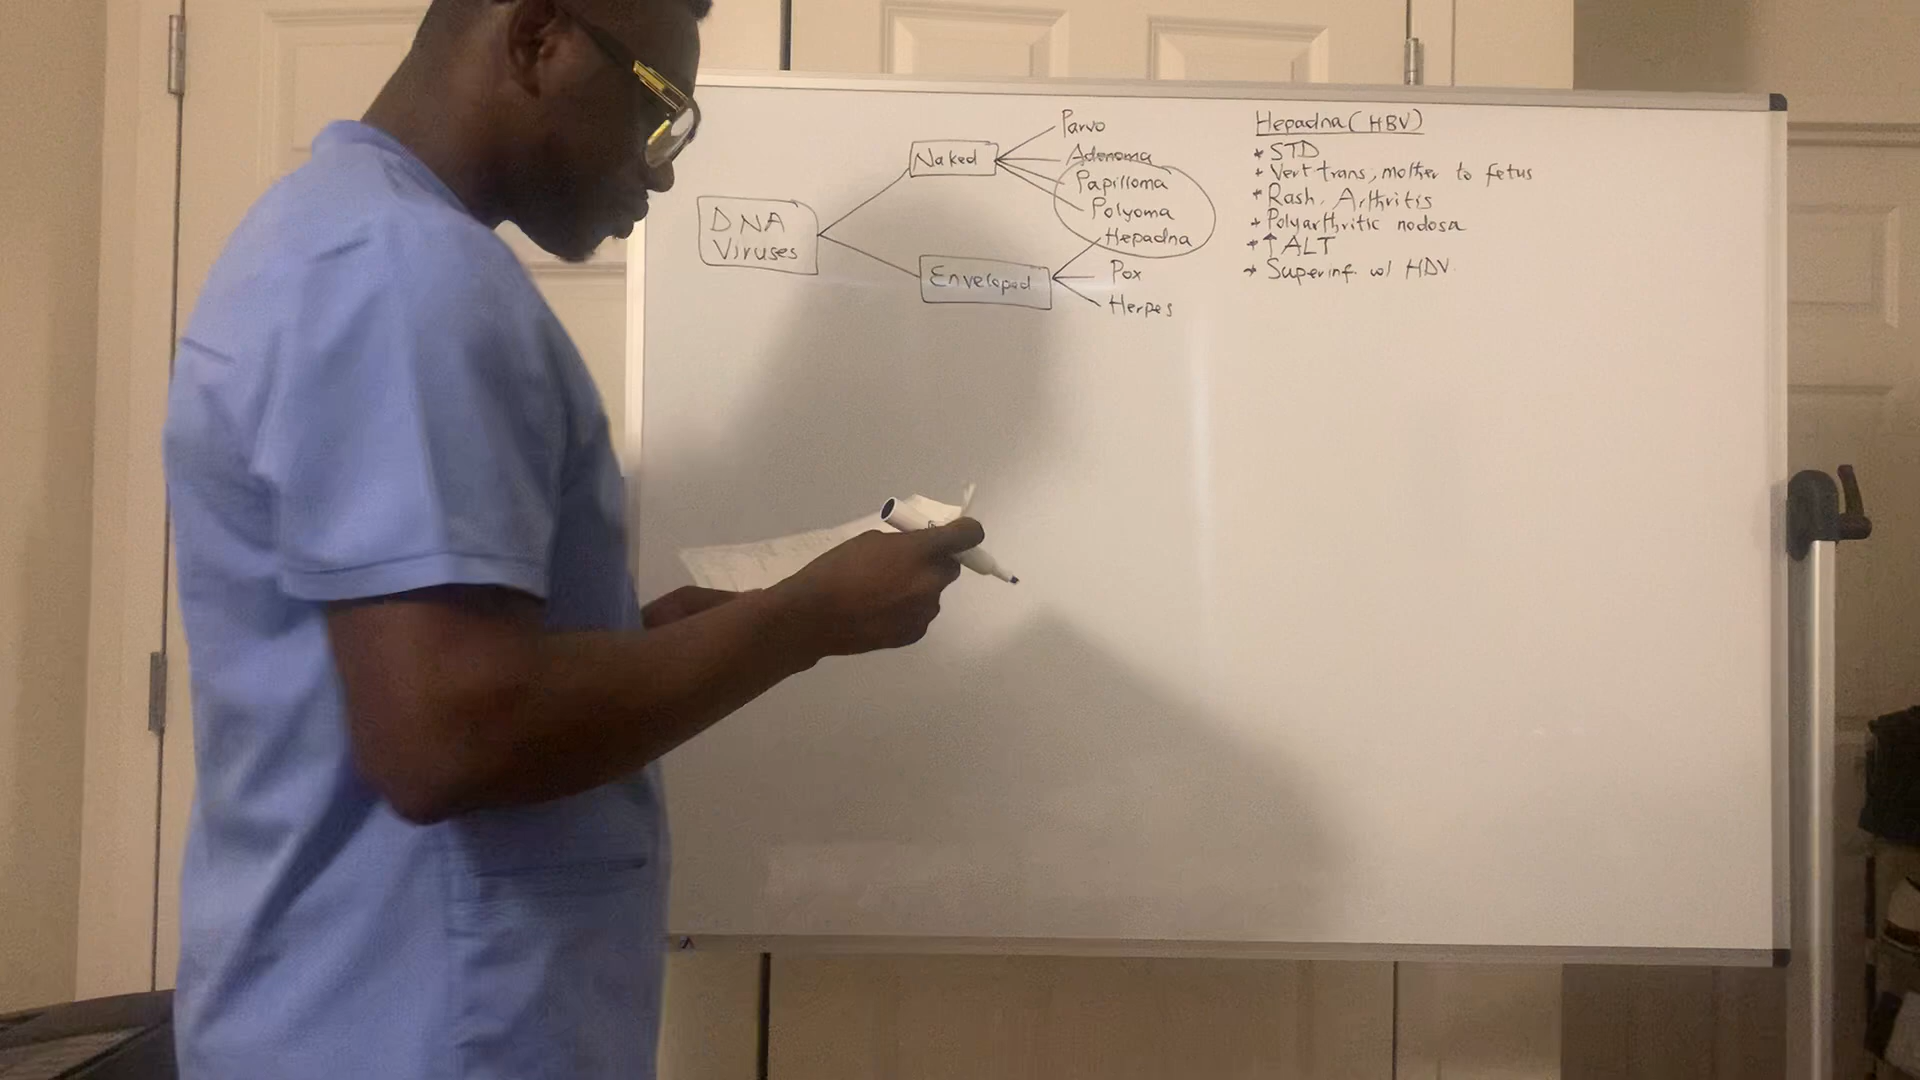 DNA
Viruses
Naked
Parvo
Adenoma
Papilloma
Polyoma
Enveloped
Hepadna
Pox
Herpes
Hepadna (HBV)
* STD
* Vert trans, mother to fetus
* Rash, Arthritis
* Polyarthritic nodosa
* ↑ ALT
* Superinf. w/ HDV.